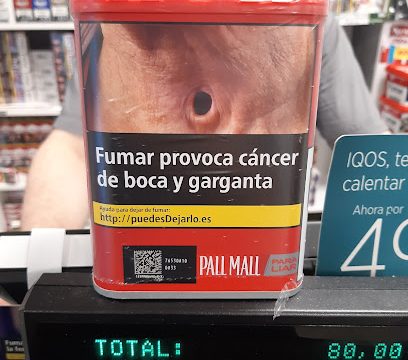 Fumar provoca cáncer
de boca y garganta
Ayuda para dejar de fumar:
http://puedesDejarlo.es
PALL MALL
PARA
LIAR
IQOS, te
calentar
Ahora por
49
TOTAL:
80,00